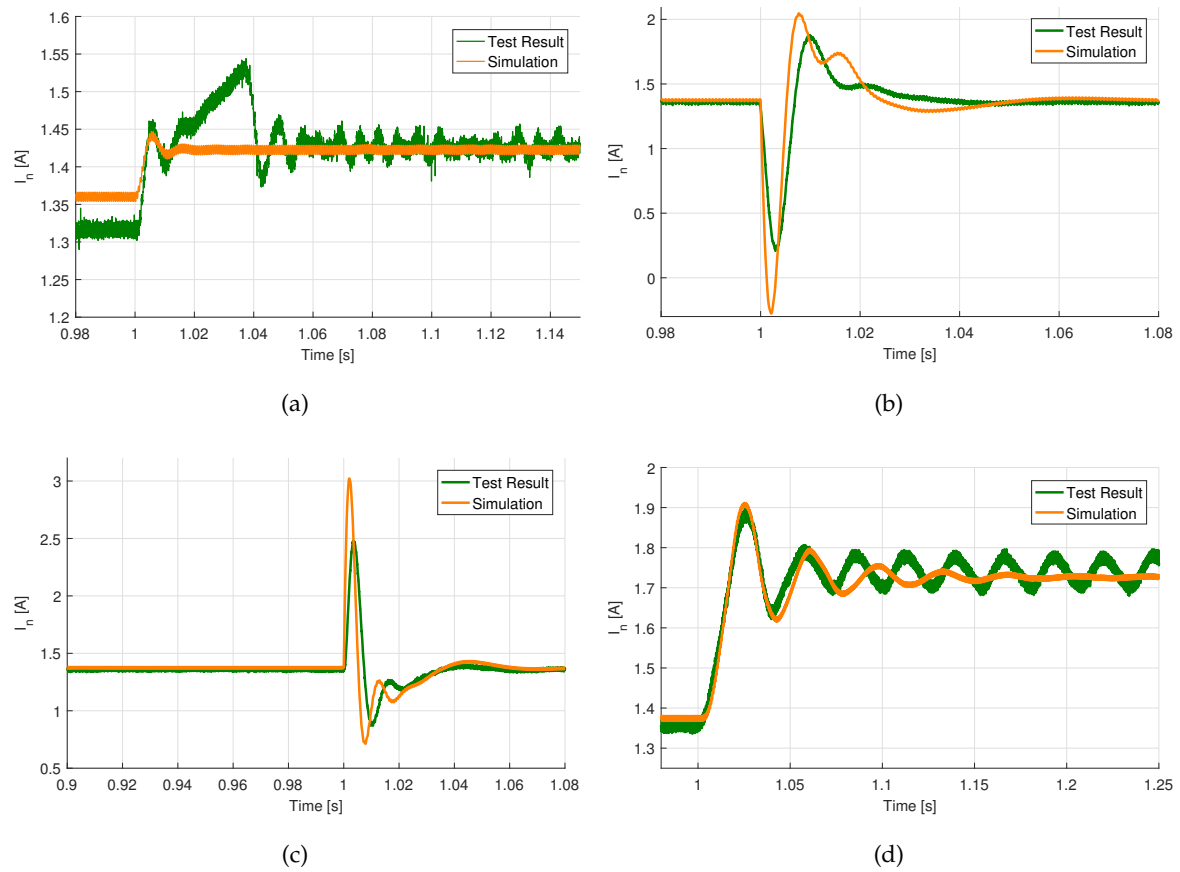 1.6
1.55
1.5
1.45
1.4
1.35
1.3
1.25
1.2
I_n [A]
Test Result
Simulation
0.98 1 1.02 1.04 1.06 1.08 1.1 1.12 1.14
Time [s]
(a)
2
1.5
1
1.5
0
I_n [A]
Test Result
Simulation
0.98 1 1.02 1.04 1.06 1.08
Time [s]
(b)
3
2.5
2
1.5
1
0.5
I_n [A]
Test Result
Simulation
0.9 0.92 0.94 0.96 0.98 1 1.02 1.04 1.06 1.08
Time [s]
(c)
2
1.9
1.8
1.7
1.6
1.5
1.4
1.3
I_n [A]
Test Result
Simulation
1 1.05 1.1 1.15 1.2 1.25
Time [s]
(d)